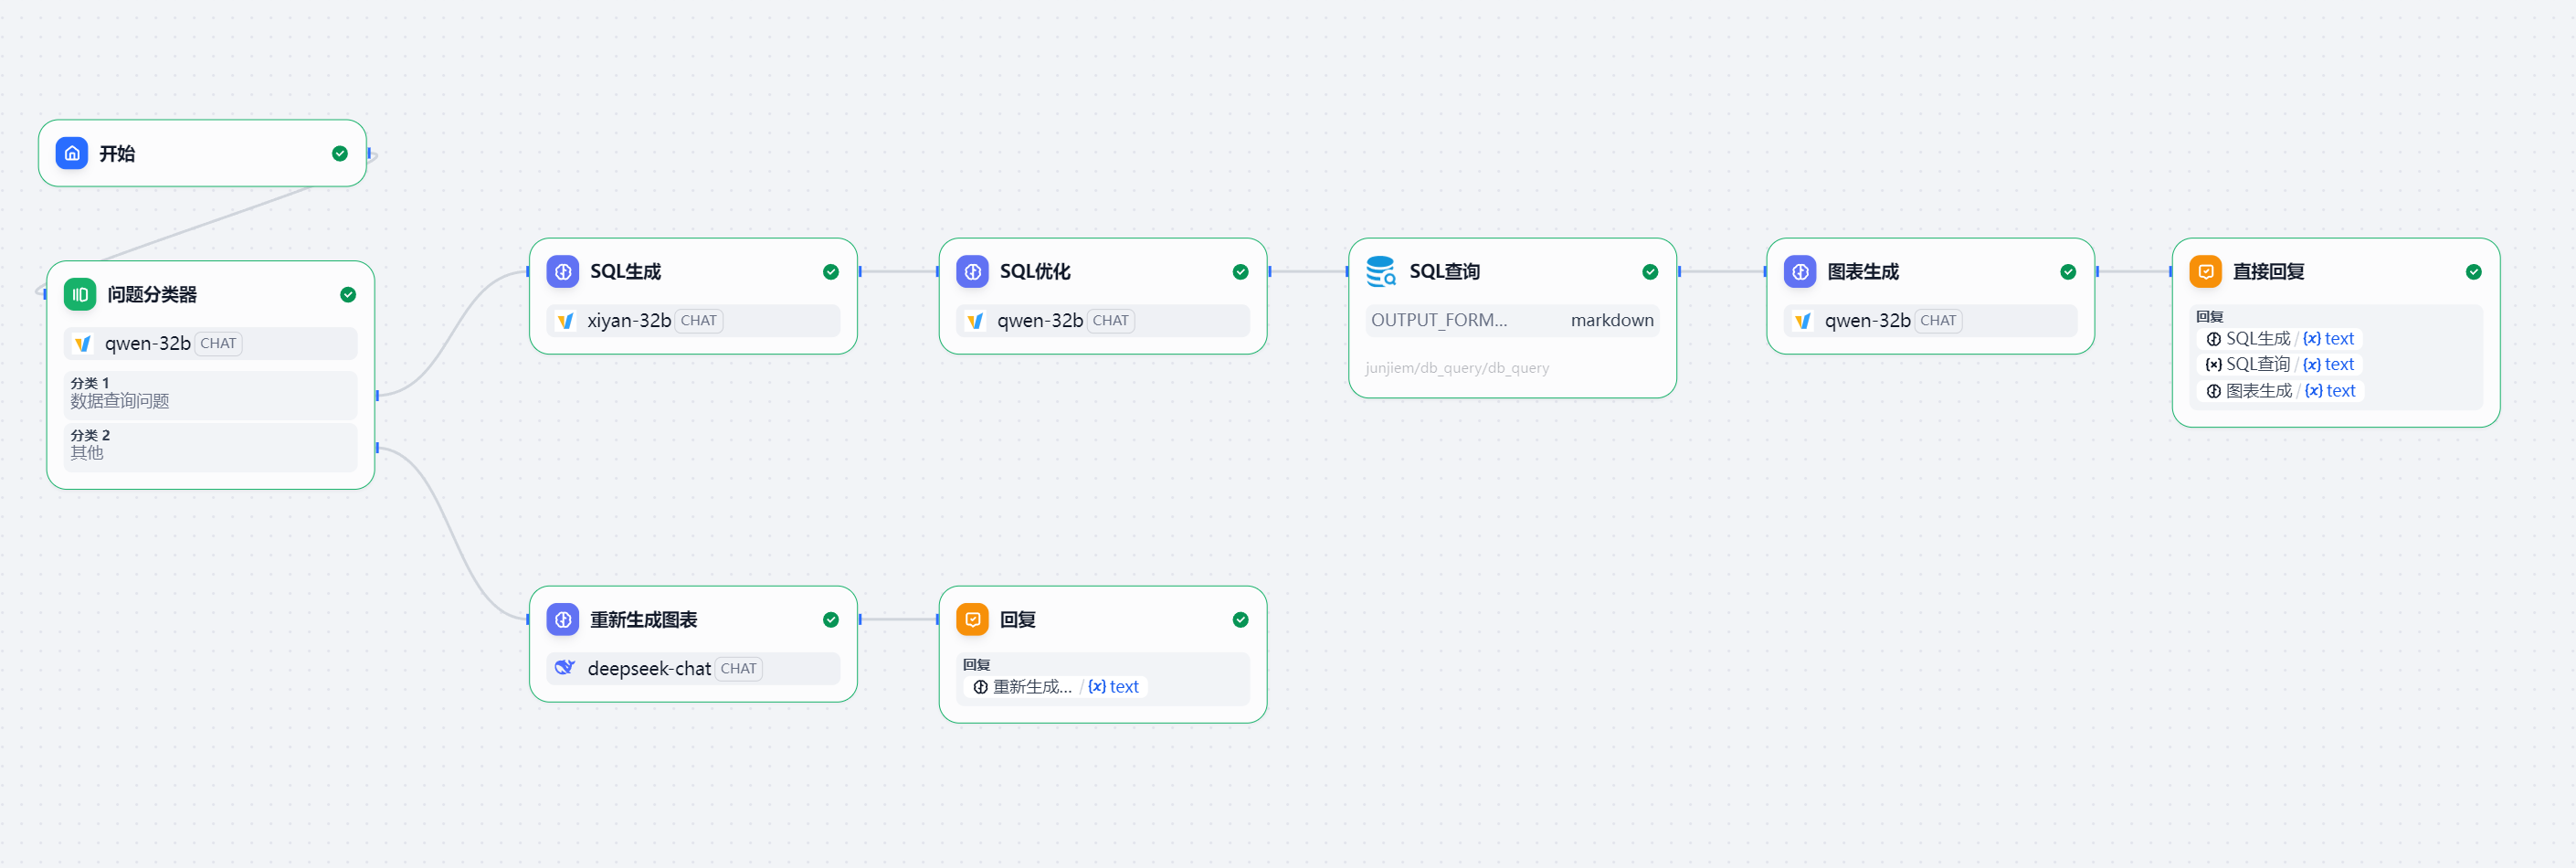 开始
问题分类器
qwen-32b CHAT
分类 1
数据查询问题
分类 2
其他
SQL生成
xiyan-32b CHAT
SQL优化
qwen-32b CHAT
SQL查询
OUTPUT_FORM... markdown
junjiem/db_query/db_query
图表生成
qwen-32b CHAT
直接回复
回复
SQL生成 / {x} text
{x} SQL查询 / {x} text
图表生成 / {x} text
重新生成图表
deepseek-chat CHAT
回复
回复
重新生成... / {x} text